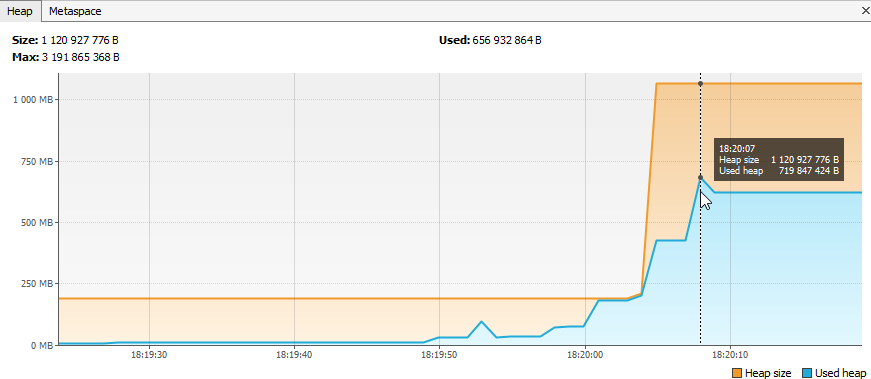 Heap Metaspace ×
Size: 1 120 927 776 B Used: 656 932 864 B
Max: 3 191 865 368 B
1 000 MB
750 MB
500 MB
250 MB
0 MB
18:20:07
Heap size 1 120 927 776 B
Used heap 719 847 424 B
18:19:30 18:19:40 18:19:50 18:20:00 18:20:10
Heap size Used heap